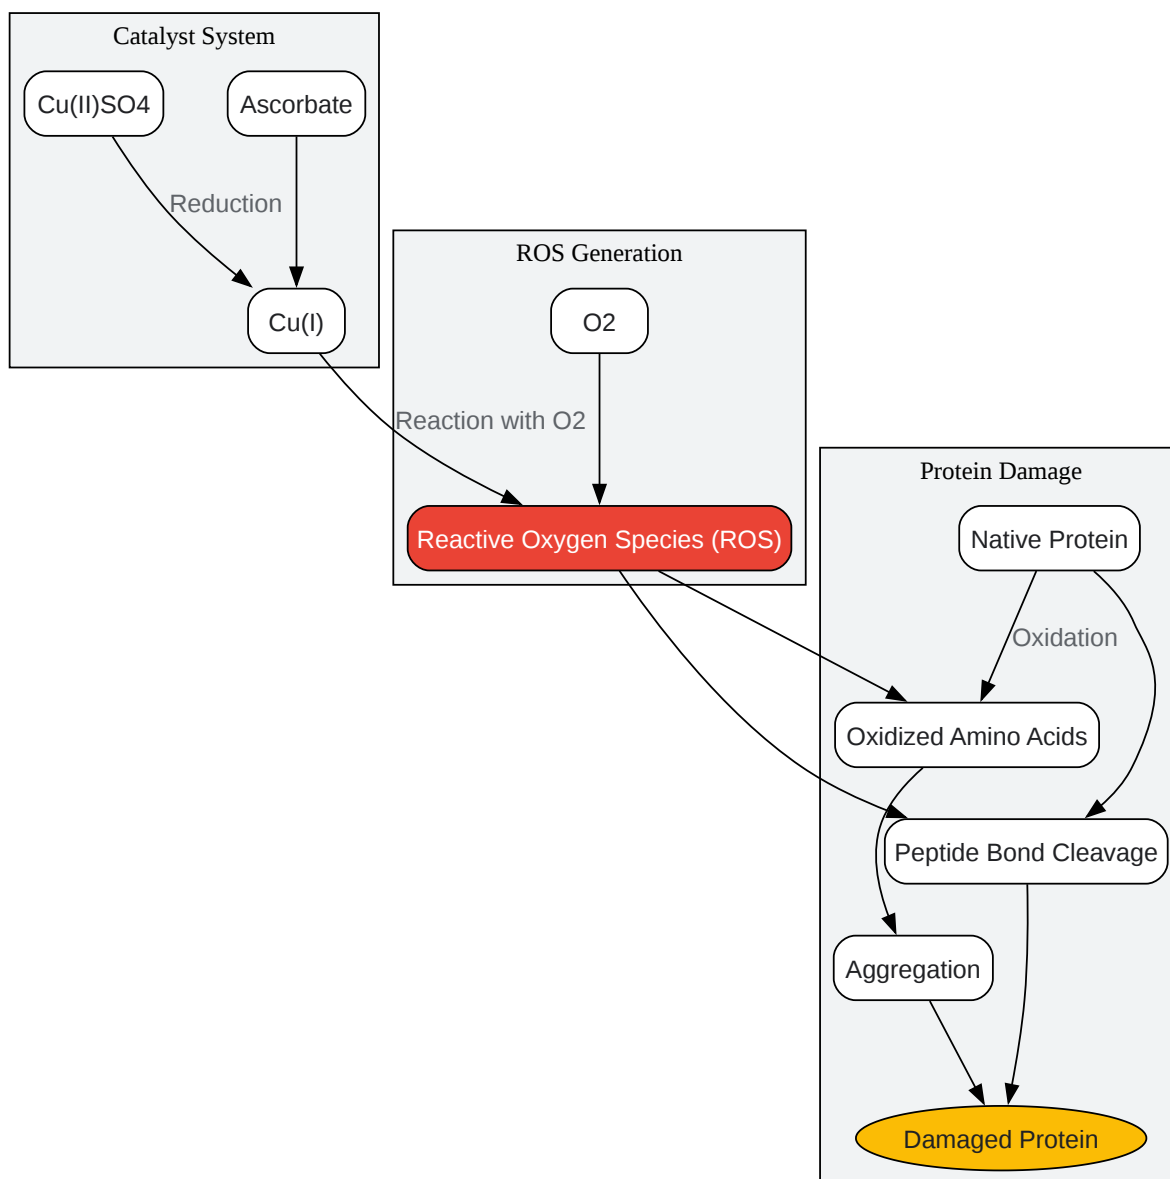 Catalyst System
Cu(II)SO4
Ascorbate
Reduction
Cu(I)
ROS Generation
O2
Reaction with O2
Reactive Oxygen Species (ROS)
Protein Damage
Native Protein
Oxidation
Oxidized Amino Acids
Peptide Bond Cleavage
Aggregation
Damaged Protein